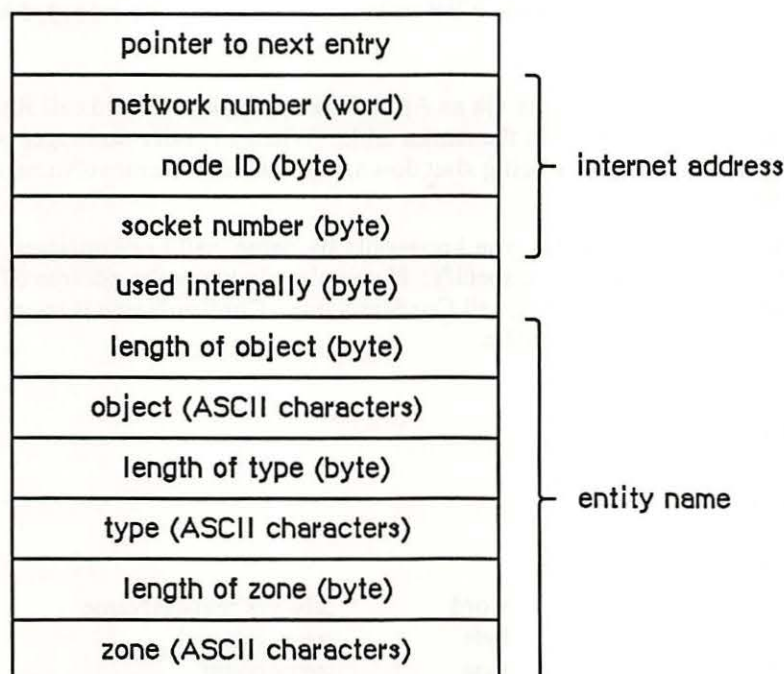 pointer to next entry
network number (word)
node ID (byte)
internet address
socket number (byte)
used internally (byte)
length of object (byte)
object (ASCII characters)
length of type (byte)
entity name
type (ASCII characters)
length of zone (byte)
zone (ASCII characters)